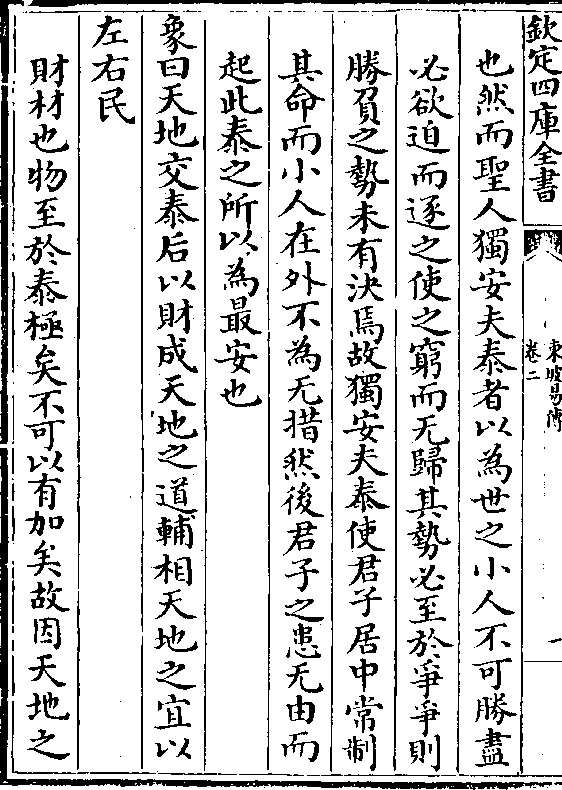 欽定四庫全書
東坡易傳
卷二
一
也然而聖人獨安夫泰者以為世之小人不可勝盡
必欲迫而逐之使之窮而无歸其勢必至於爭爭則
勝負之勢未有決焉故獨安夫泰使君子居中常制
其命而小人在外不為无措然後君子之患无由而
起此泰之所以為最安也
象曰天地交泰后以財成天地之道輔相天地之宜以
左右民
財材也物至於泰極矣不可以有加矣故因天地之